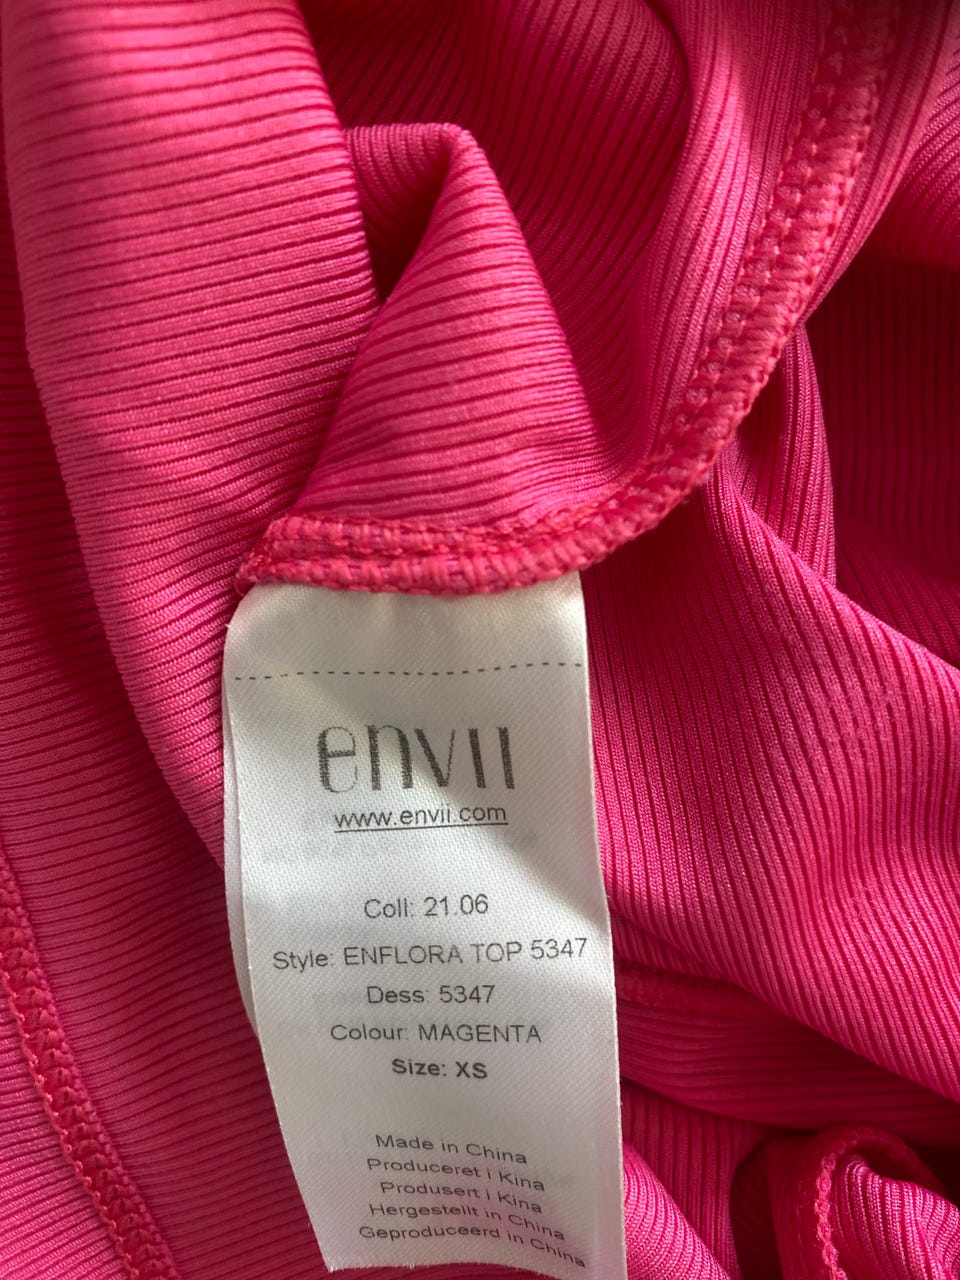 envii
www.envii.com
Coll: 21.06
Style: ENFLORA TOP 5347
Dess: 5347
Colour: MAGENTA
Size: XS
Made in China
Produceret i Kina
Produsert i Kina
Hergestellt in China
Geproduceerd in China